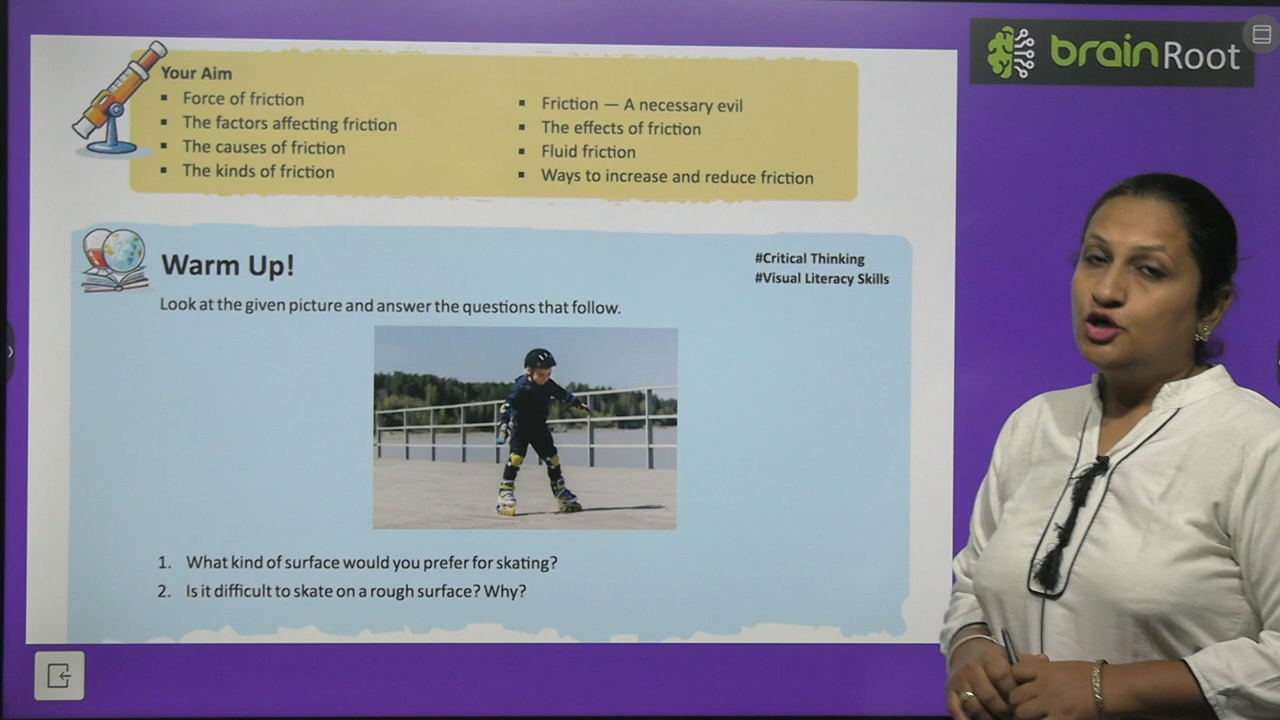 brainRoot
Your Aim
▪ Force of friction
▪ The factors affecting friction
▪ The causes of friction
▪ The kinds of friction
▪ Friction — A necessary evil
▪ The effects of friction
▪ Fluid friction
▪ Ways to increase and reduce friction
Warm Up!
#Critical Thinking
#Visual Literacy Skills
Look at the given picture and answer the questions that follow.
1. What kind of surface would you prefer for skating?
2. Is it difficult to skate on a rough surface? Why?